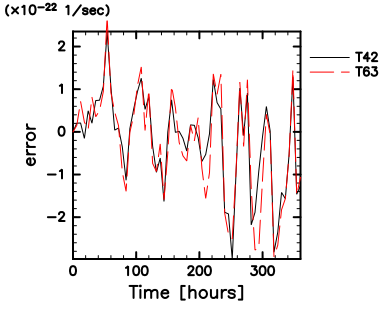 (×10⁻²² 1/sec)
2
1
0
−1
−2
error
0 100 200 300
Time [hours]
T42
T63